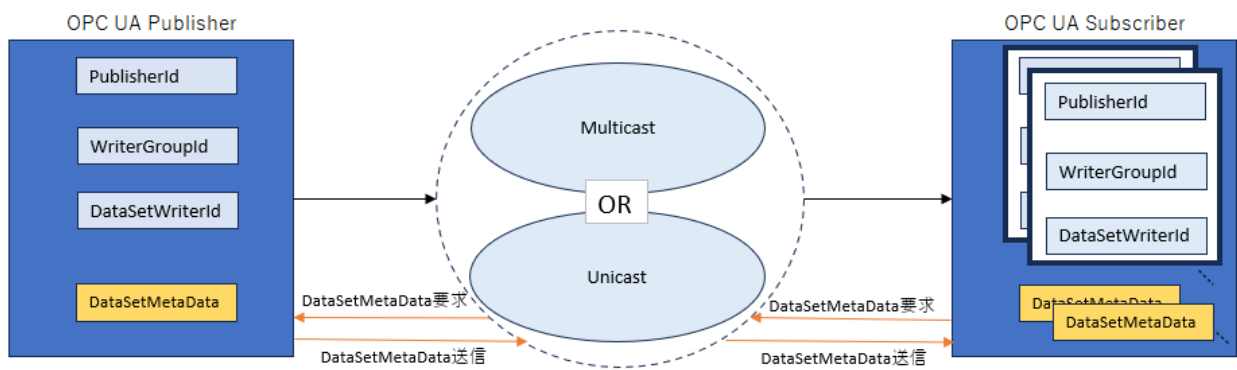 OPC UA Publisher
PublisherId
WriterGroupId
DataSetWriterId
DataSetMetaData
Multicast
OR
Unicast
DataSetMetaData要求
DataSetMetaData送信
DataSetMetaData要求
DataSetMetaData送信
OPC UA Subscriber
PublisherId
WriterGroupId
DataSetWriterId
DataSetMetaData
DataSetMetaData